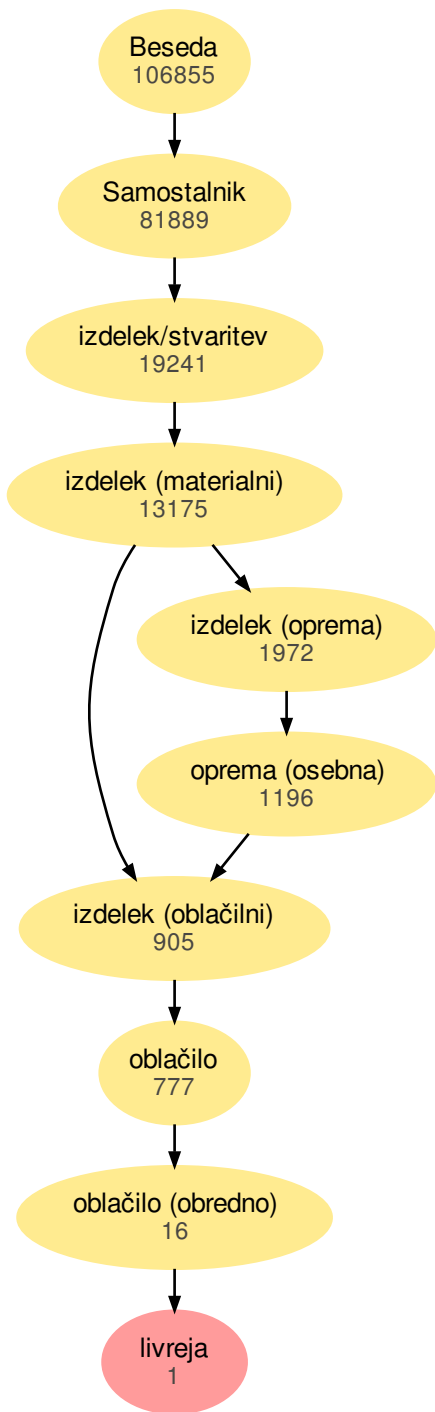 Beseda
106855
Samostalnik
81889
izdelek/stvaritev
19241
izdelek (materialni)
13175
izdelek (oprema)
1972
oprema (osebna)
1196
izdelek (oblačilni)
905
oblačilo
777
oblačilo (obredno)
16
livreja
1